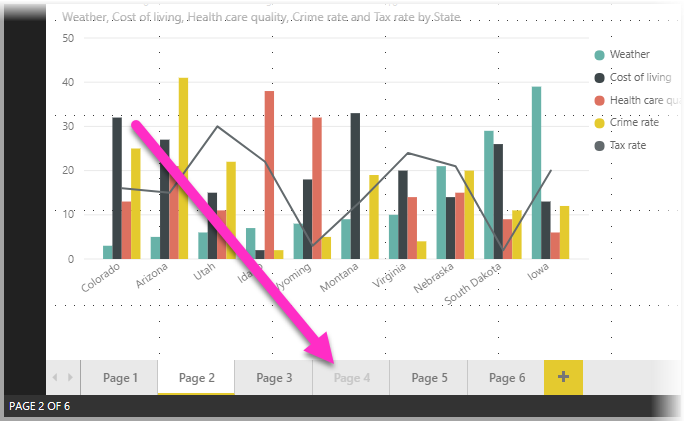 Weather, Cost of living, Health care quality, Crime rate and Tax rate by State
50
40
30
20
10
0
Weather
Cost of living
Health care qu
Crime rate
Tax rate
Colorado
Arizona
Utah
Idaho
Wyoming
Montana
Virginia
Nebraska
South Dakota
Iowa
Page 1 Page 2 Page 3 Page 4 Page 5 Page 6 +
PAGE 2 OF 6